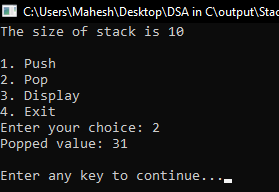 C:\Users\Mahesh\Desktop\DSA in C\output\Stac
The size of stack is 10
1. Push
2. Pop
3. Display
4. Exit
Enter your choice: 2
Popped value: 31
Enter any key to continue..._